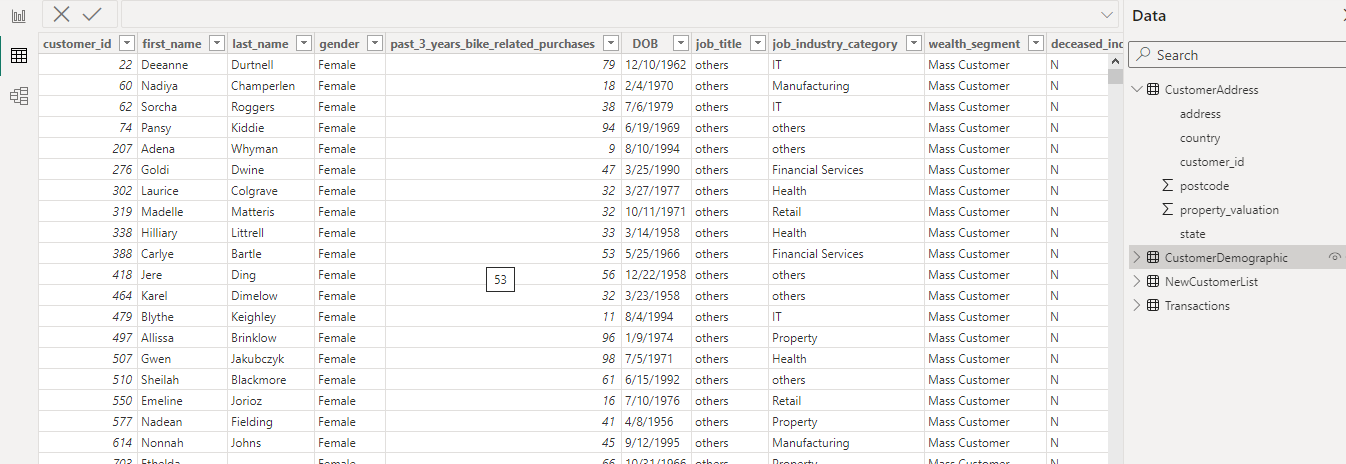 Data
customer_id first_name last_name gender past_3_years_bike_related_purchases DOB job_title job_industry_category wealth_segment deceased_inc
Search
22 Deeanne Durtnell Female 79 12/10/1962 others IT Mass Customer N
60 Nadiya Champerlen Female 18 2/4/1970 others Manufacturing Mass Customer N
62 Sorcha Roggers Female 38 7/6/1979 others IT Mass Customer N
74 Pansy Kiddie Female 94 6/19/1969 others others Mass Customer N
207 Adena Whyman Female 9 8/10/1994 others others Mass Customer N
276 Goldi Dwine Female 47 3/25/1990 others Financial Services Mass Customer N
302 Laurice Colgrave Female 32 3/27/1977 others Health Mass Customer N
319 Madelle Matteris Female 32 10/11/1971 others Retail Mass Customer N
338 Hilliary Littrell Female 33 3/14/1958 others Health Mass Customer N
388 Carlye Bartle Female 53 5/25/1966 others Financial Services Mass Customer N
418 Jere Ding Female 56 12/22/1958 others others Mass Customer N
53
464 Karel Dimelow Female 32 3/23/1958 others others Mass Customer N
479 Blythe Keighley Female 11 8/4/1994 others IT Mass Customer N
497 Allissa Brinklow Female 96 1/9/1974 others Property Mass Customer N
507 Gwen Jakubczyk Female 98 7/5/1971 others Health Mass Customer N
510 Sheilah Blackmore Female 61 6/15/1992 others others Mass Customer N
550 Emeline Jorioz Female 16 7/10/1976 others Retail Mass Customer N
577 Nadean Fielding Female 41 4/8/1956 others Property Mass Customer N
614 Nonnah Johns Female 45 9/12/1995 others Manufacturing Mass Customer N
703 Ethelda Female 66 10/31/1966 others Property Mass Customer N
CustomerAddress
address
country
customer_id
postcode
property_valuation
state
CustomerDemographic
NewCustomerList
Transactions